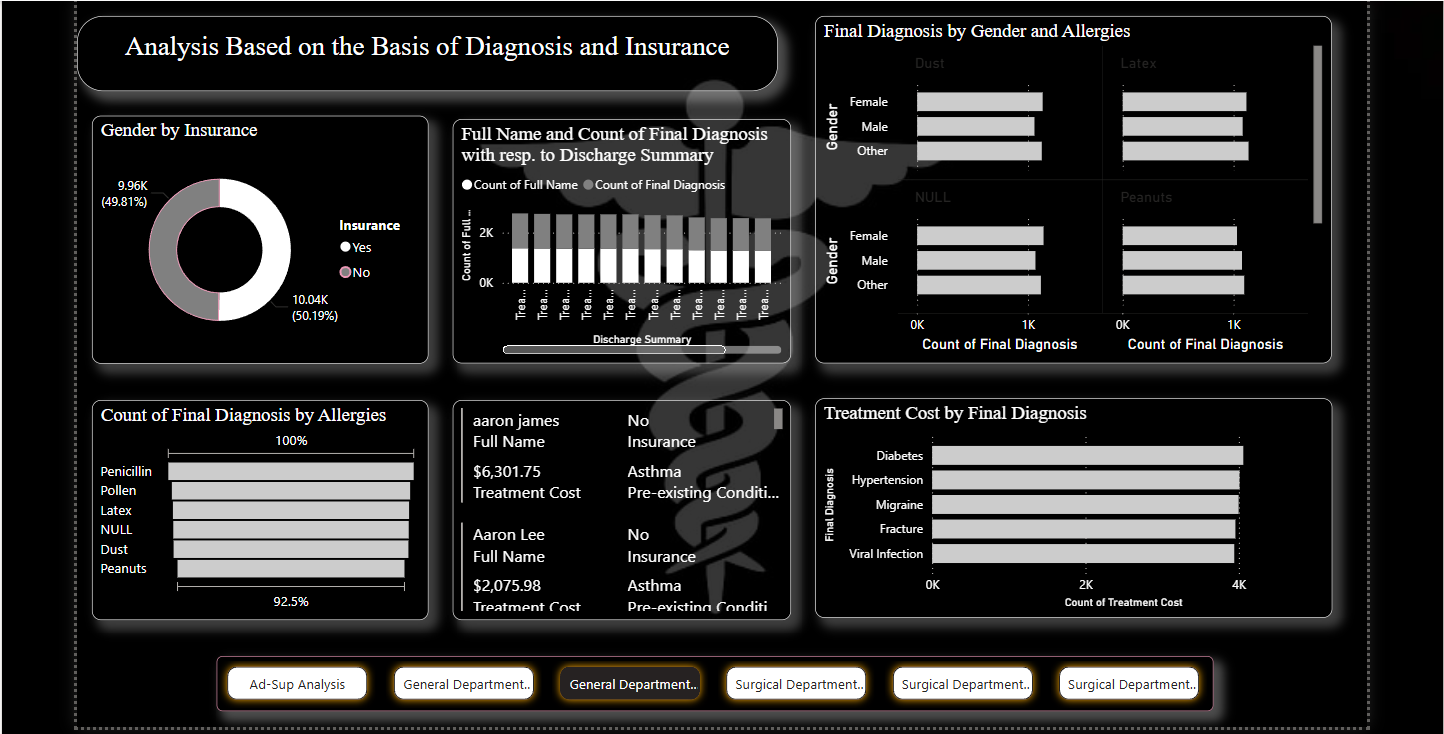 Analysis Based on the Basis of Diagnosis and Insurance
Gender by Insurance
9.96K
(49.81%)
Insurance
Yes
No
10.04K
(50.19%)
Full Name and Count of Final Diagnosis
with resp. to Discharge Summary
Count of Full Name
Count of Final Diagnosis
Count of Full ...
2K
0K
Trea...
Trea...
Trea...
Trea...
Trea...
Trea...
Trea...
Trea...
Trea...
Trea...
Trea...
Trea...
Discharge Summary
Final Diagnosis by Gender and Allergies
Dust
Latex
Gender
Female
Male
Other
NULL
Peanuts
Gender
Female
Male
Other
0K
1K
0K
1K
Count of Final Diagnosis
Count of Final Diagnosis
Count of Final Diagnosis by Allergies
100%
Penicillin
Pollen
Latex
NULL
Dust
Peanuts
92.5%
aaron james
No
Full Name
Insurance
$6,301.75
Asthma
Treatment Cost
Pre-existing Conditi...
Aaron Lee
No
Full Name
Insurance
$2,075.98
Asthma
Treatment Cost
Pre-existing Conditi
Treatment Cost by Final Diagnosis
Final Diagnosis
Diabetes
Hypertension
Migraine
Fracture
Viral Infection
0K
2K
4K
Count of Treatment Cost
Ad-Sup Analysis
General Department..
General Department..
Surgical Department..
Surgical Department..
Surgical Department..